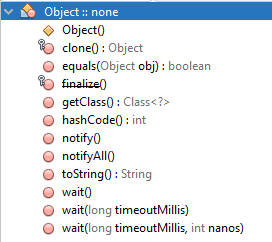 Object :: none
Object()
clone() : Object
equals(Object obj) : boolean
finalize()
getClass() : Class<?>
hashCode() : int
notify()
notifyAll()
toString() : String
wait()
wait(long timeoutMillis)
wait(long timeoutMillis, int nanos)